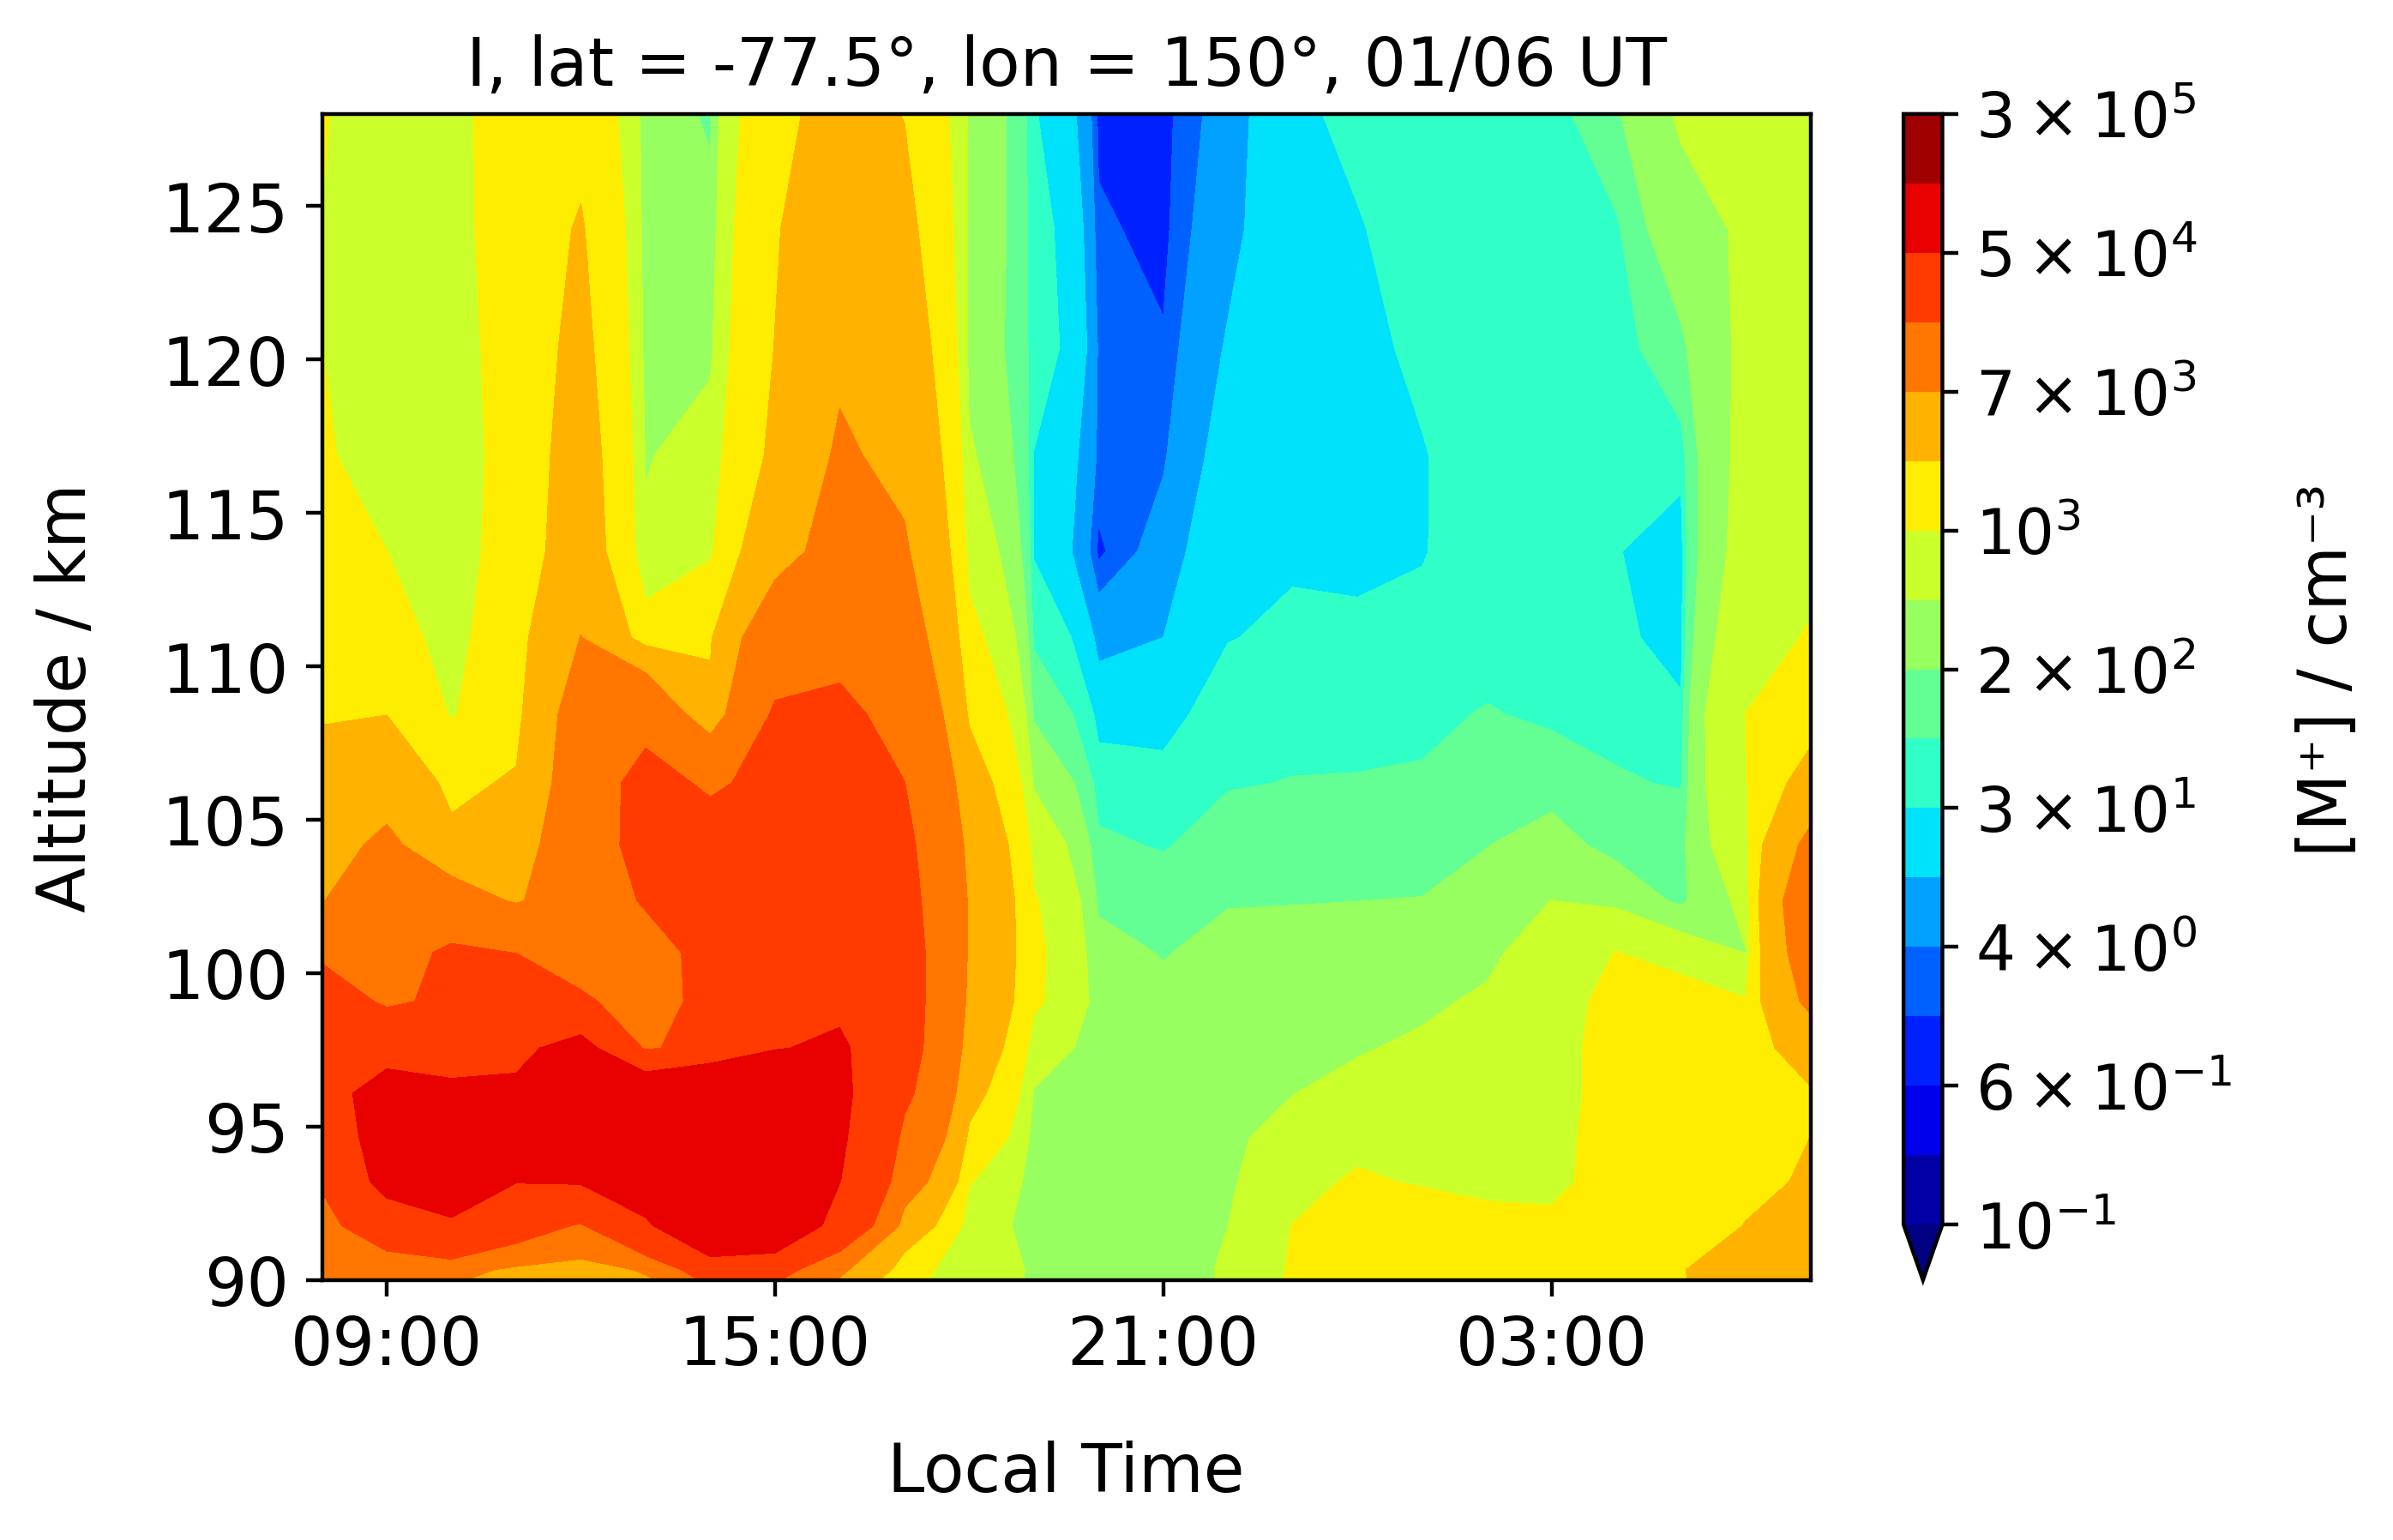 I, lat = -77.5°, lon = 150°, 01/06 UT
Altitude / km
125
120
115
110
105
100
95
90
09:00 15:00 21:00 03:00
Local Time
3 × 10⁵
5 × 10⁴
7 × 10³
10³
2 × 10²
3 × 10¹
4 × 10⁰
6 × 10⁻¹
10⁻¹
[M⁺] / cm⁻³